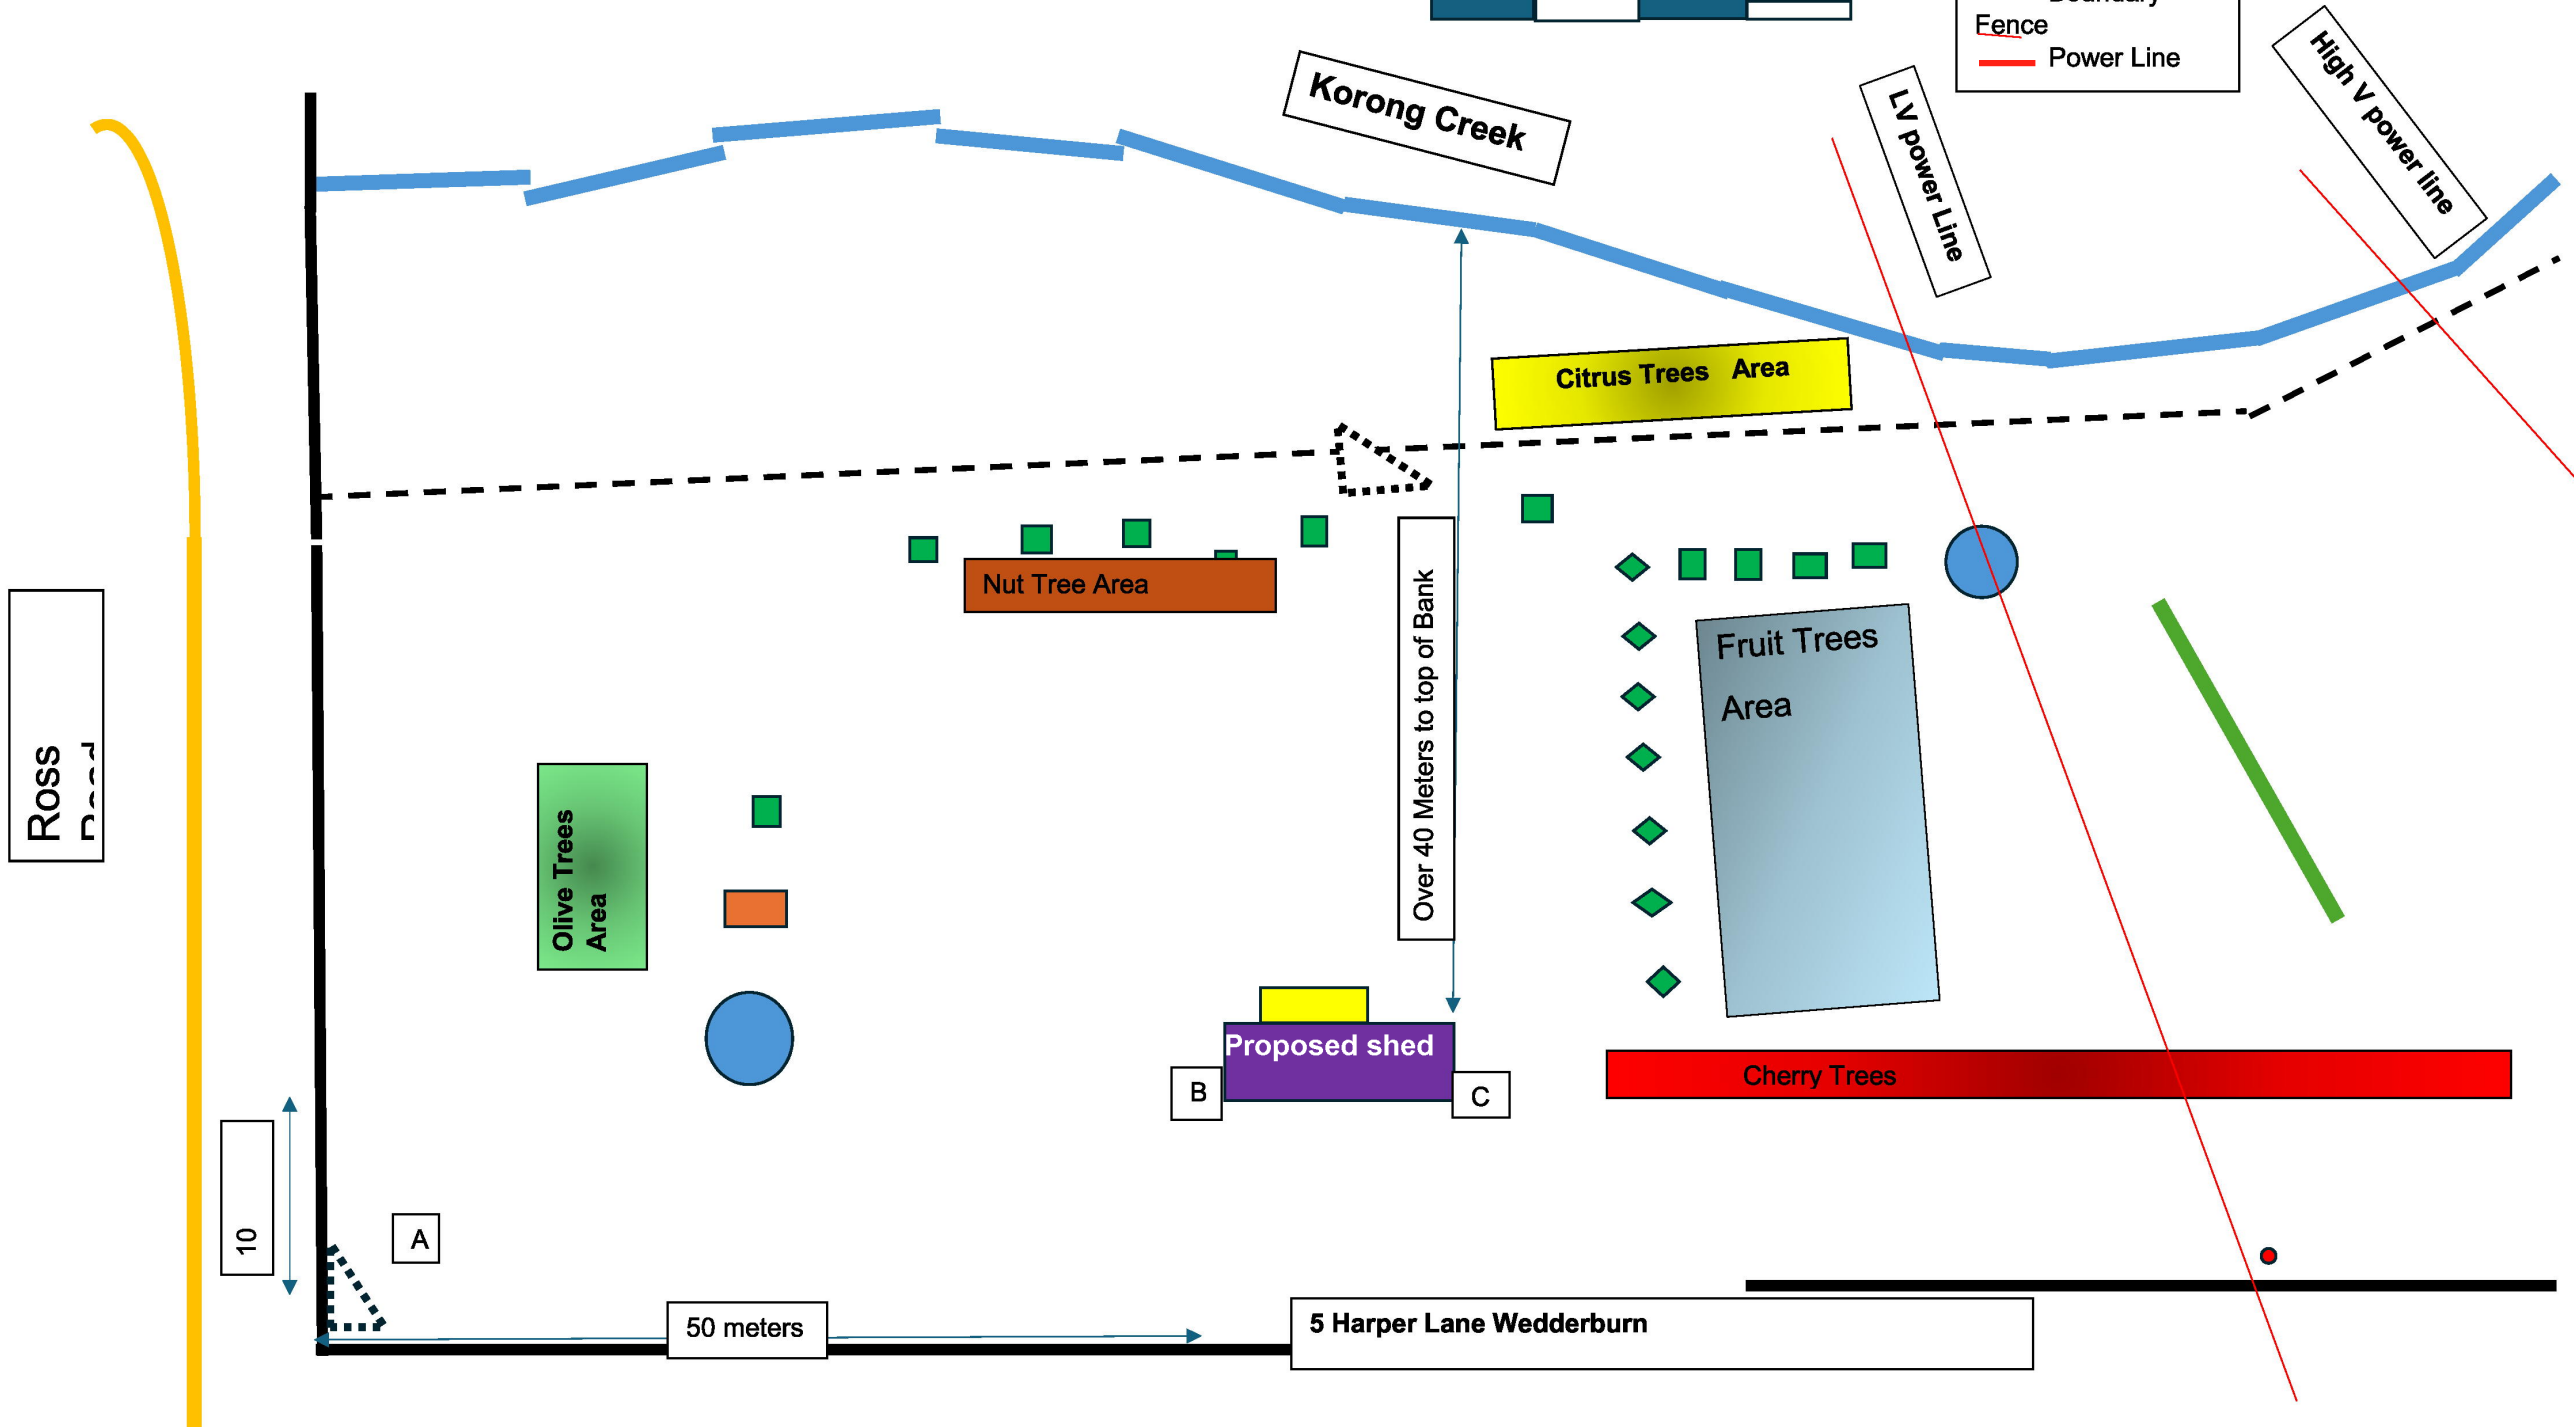 Fence
Power Line
Korong Creek
LV power Line
High V power line
Citrus Trees Area
Nut Tree Area
Over 40 Meters to top of Bank
Fruit Trees
Area
Ross
Olive Trees
Area
Proposed shed
B
C
Cherry Trees
10
A
50 meters
5 Harper Lane Wedderburn